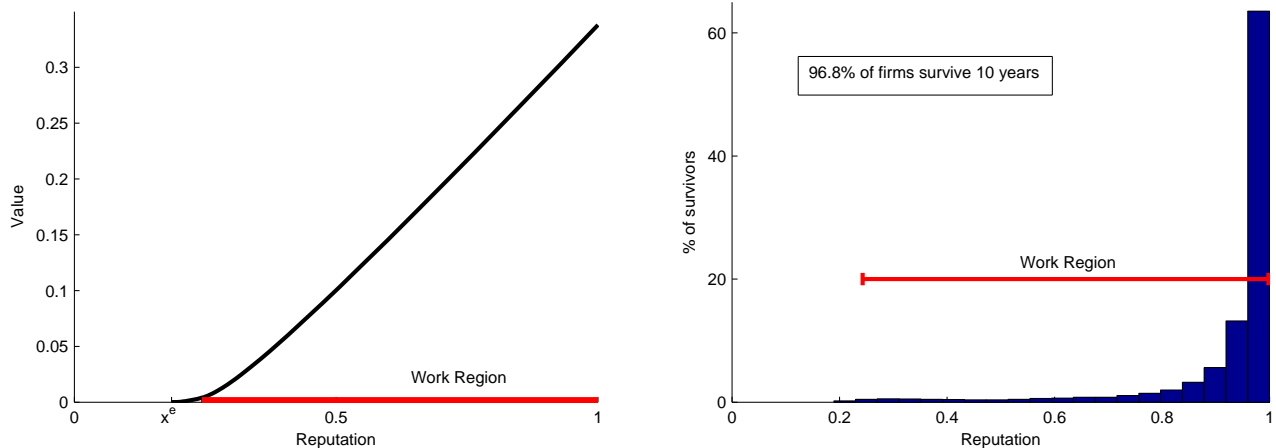 0.3
0.25
0.2
0.15
0.1
0.05
0
Value
0
x^e
0.5
1
Reputation
Work Region
60
40
20
0
% of survivors
96.8% of firms survive 10 years
Work Region
0
0.2
0.4
0.6
0.8
1
Reputation